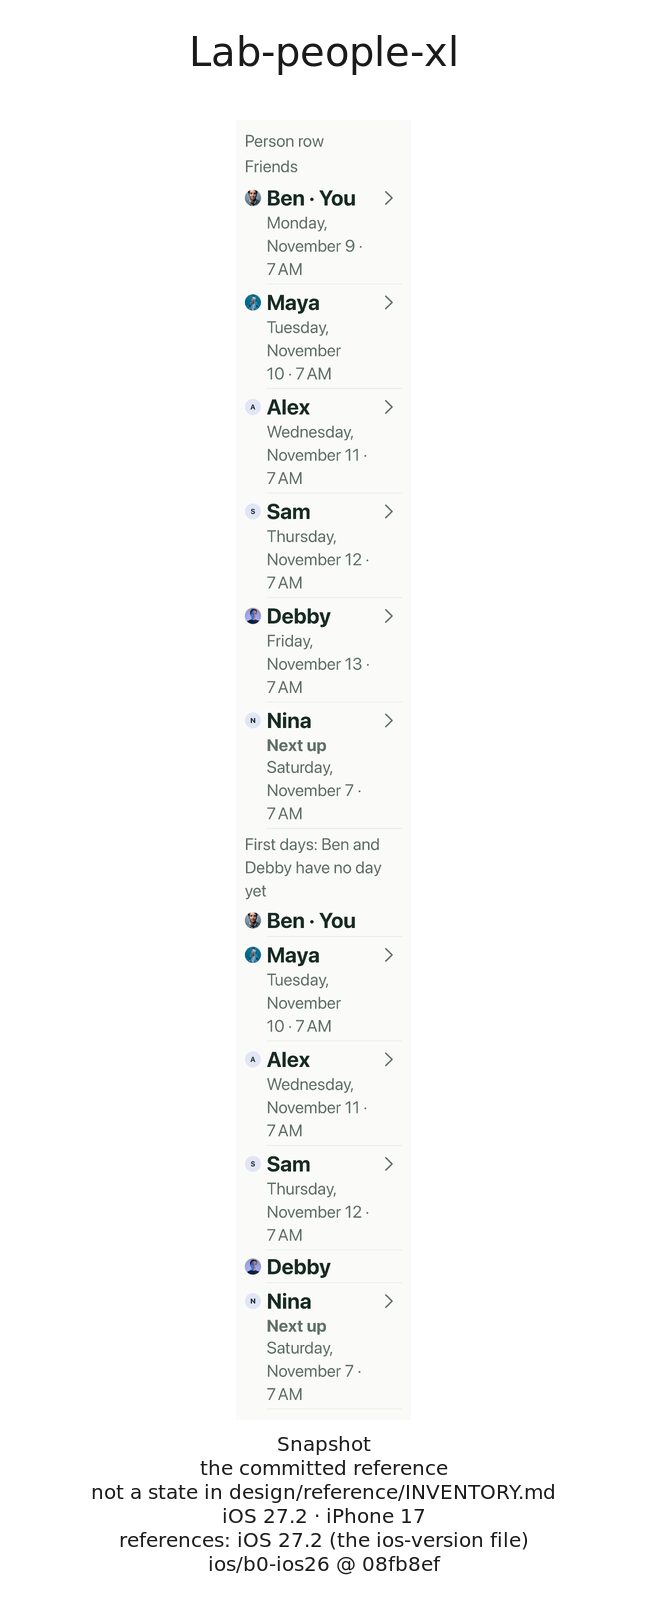 Lab-people-xl
Person row
Friends
Ben · You
Monday,
November 9 ·
7 AM
Maya
Tuesday,
November
10 · 7 AM
A
Alex
Wednesday,
November 11 ·
7 AM
S
Sam
Thursday,
November 12 ·
7 AM
Debby
Friday,
November 13 ·
7 AM
N
Nina
Next up
Saturday,
November 7 ·
7 AM
First days: Ben and
Debby have no day
yet
Ben · You
Maya
Tuesday,
November
10 · 7 AM
A
Alex
Wednesday,
November 11 ·
7 AM
S
Sam
Thursday,
November 12 ·
7 AM
Debby
N
Nina
Next up
Saturday,
November 7 ·
7 AM
Snapshot
the committed reference
not a state in design/reference/INVENTORY.md
iOS 27.2 · iPhone 17
references: iOS 27.2 (the ios-version file)
ios/b0-ios26 @ 08fb8ef